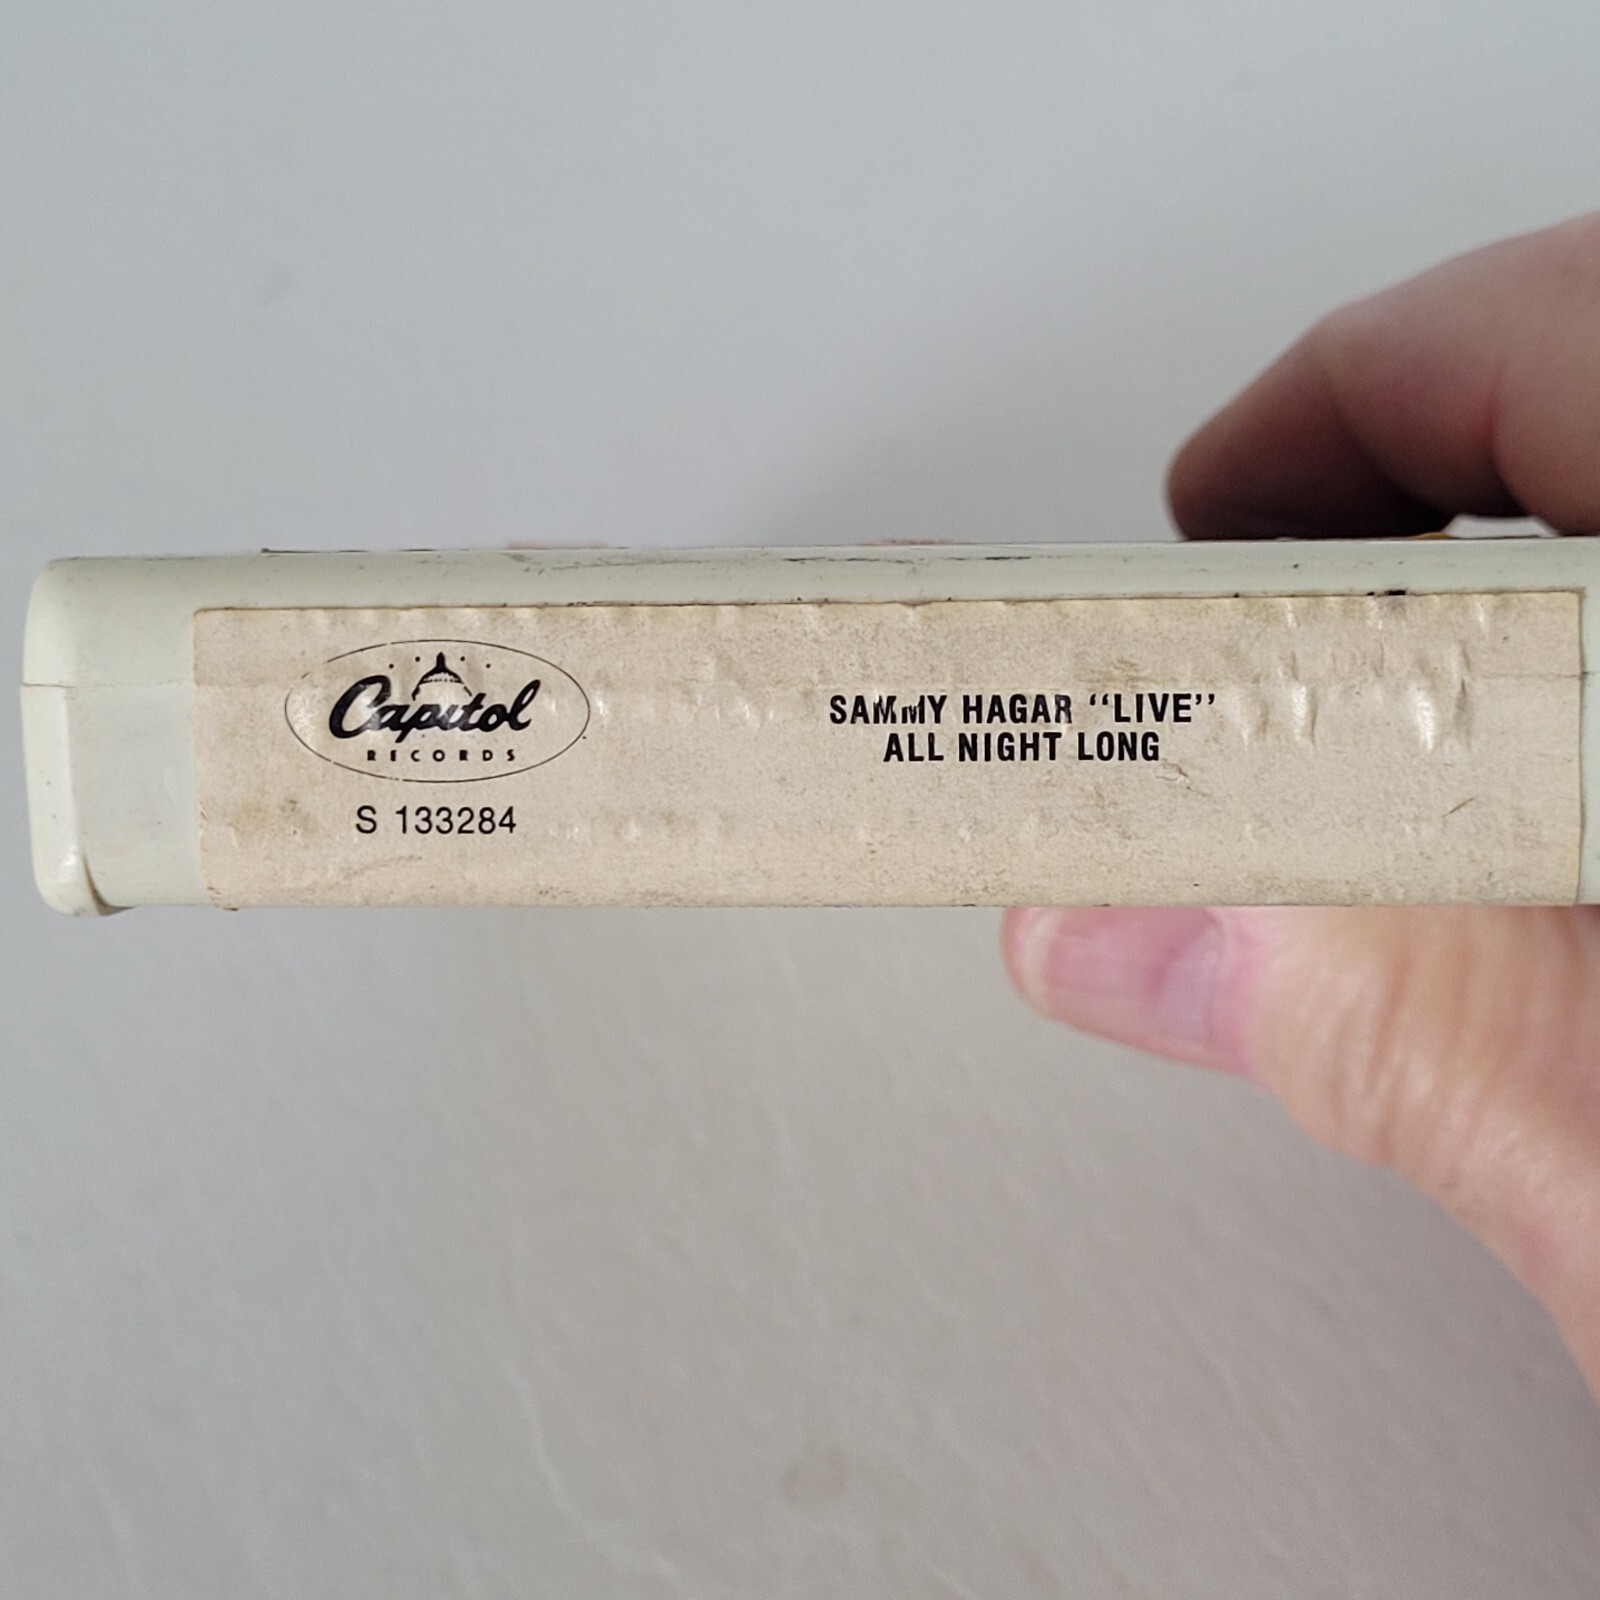 Capitol
RECORDS
S 133284
SAMMY HAGAR "LIVE"
ALL NIGHT LONG